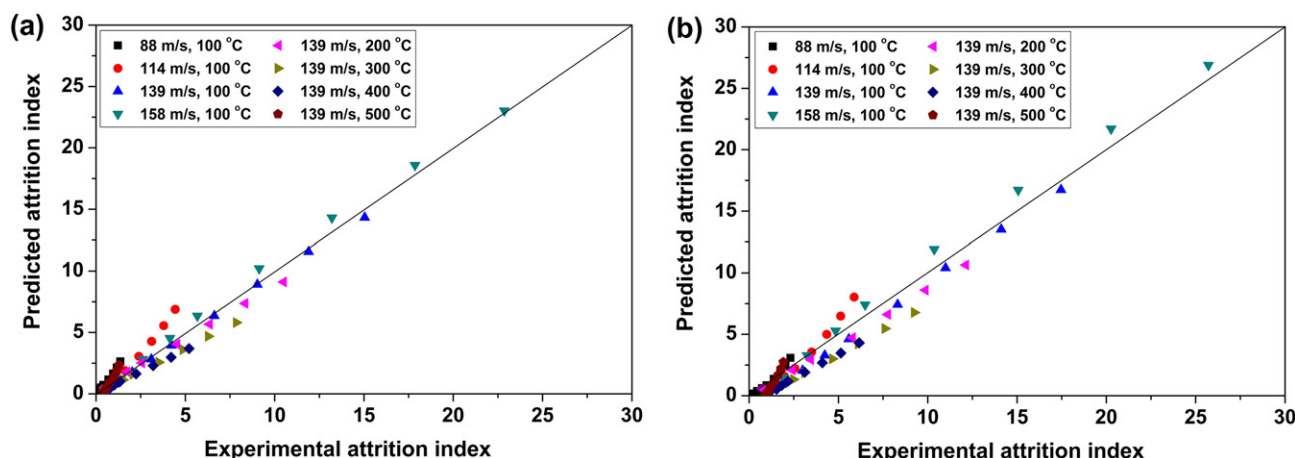 (a)
30
25
20
15
10
5
0
Predicted attrition index
88 m/s, 100 °C
114 m/s, 100 °C
139 m/s, 100 °C
158 m/s, 100 °C
139 m/s, 200 °C
139 m/s, 300 °C
139 m/s, 400 °C
139 m/s, 500 °C
0 5 10 15 20 25 30
Experimental attrition index
(b)
30
25
20
15
10
5
0
Predicted attrition index
88 m/s, 100 °C
114 m/s, 100 °C
139 m/s, 100 °C
158 m/s, 100 °C
139 m/s, 200 °C
139 m/s, 300 °C
139 m/s, 400 °C
139 m/s, 500 °C
0 5 10 15 20 25 30
Experimental attrition index